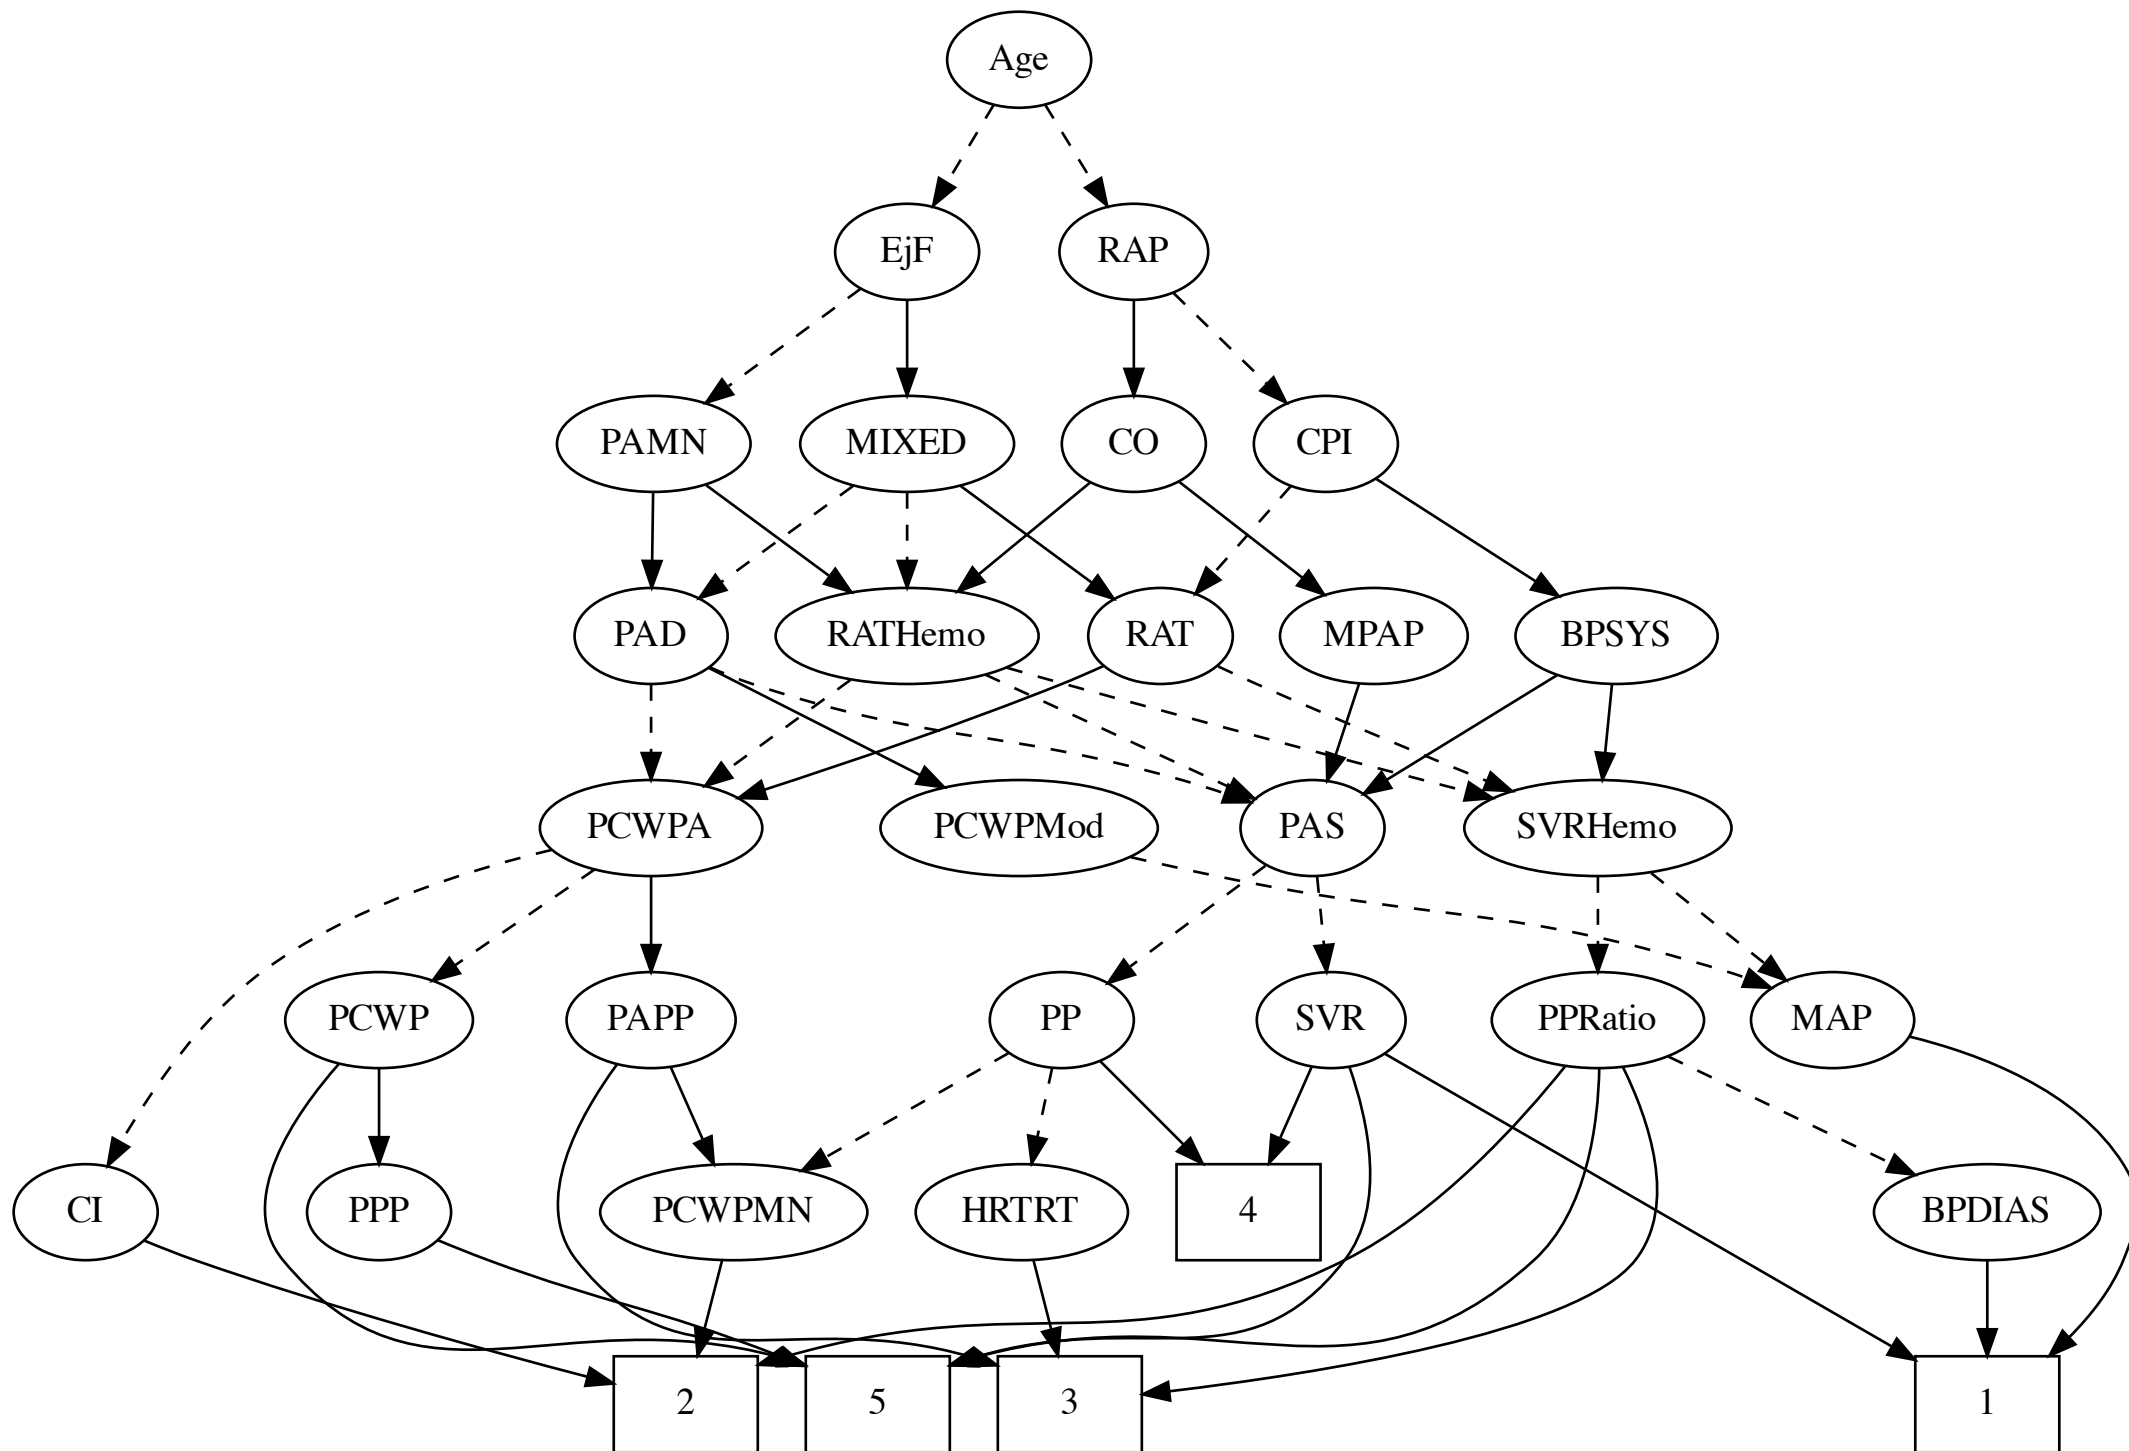 Age
EjF
RAP
PAMN
MIXED
CO
CPI
PAD
RATHemo
RAT
MPAP
BPSYS
PCWPA
PCWPMod
PAS
SVRHemo
PCWP
PAPP
PP
SVR
PPRatio
MAP
CI
PPP
PCWPMN
HRTRT
4
BPDIAS
2
5
3
1